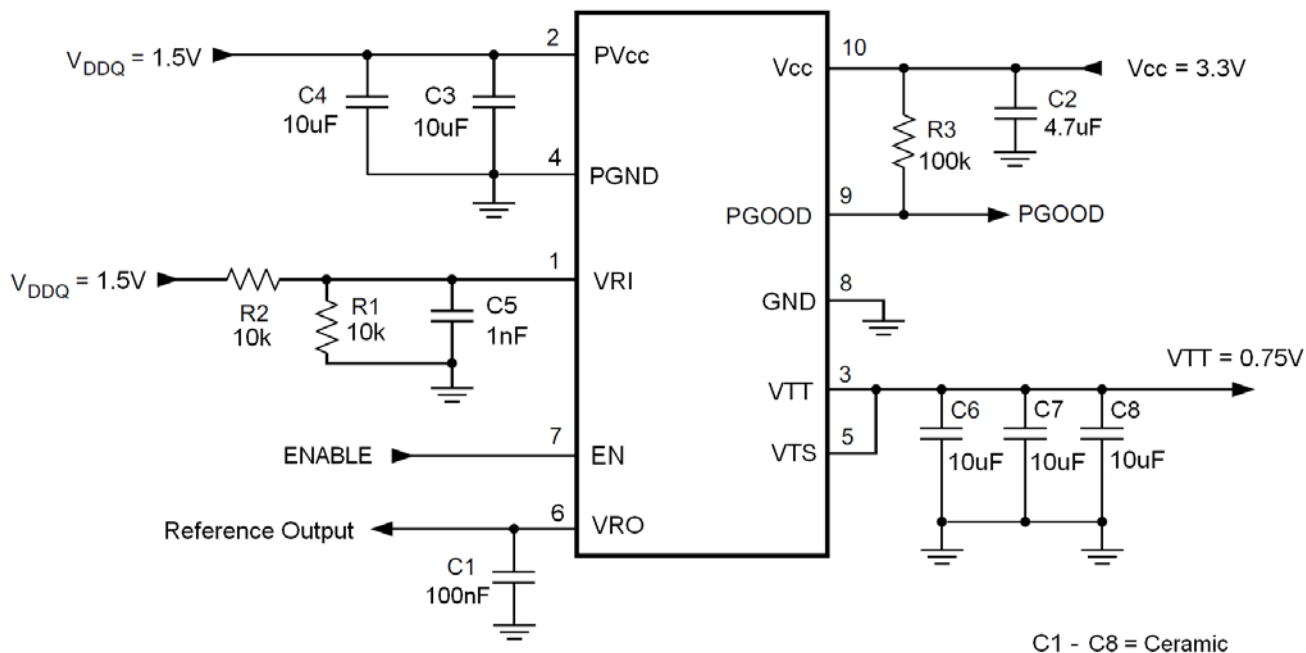 V_DDQ = 1.5V
2
PVcc
C4
10uF
C3
10uF
4
PGND
V_DDQ = 1.5V
1
VRI
R2
10k
R1
10k
C5
1nF
ENABLE
7
EN
Reference Output
6
VRO
C1
100nF
Vcc
10
Vcc = 3.3V
C2
4.7uF
R3
100k
PGOOD
9
PGOOD
GND
8
VTT
3
VTT = 0.75V
VTS
5
C6
10uF
C7
10uF
C8
10uF
C1 - C8 = Ceramic